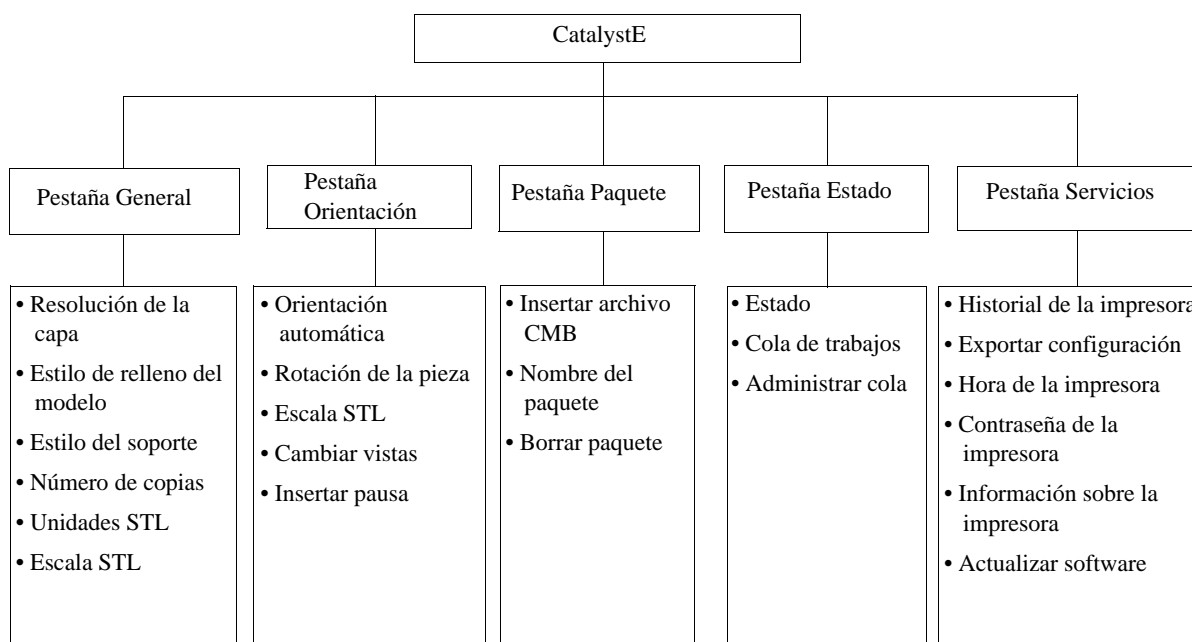 CatalystE
Pestaña General
• Resolución de la
capa
• Estilo de relleno del
modelo
• Estilo del soporte
• Número de copias
• Unidades STL
• Escala STL
Pestaña
Orientación
• Orientación
automática
• Rotación de la pieza
• Escala STL
• Cambiar vistas
• Insertar pausa
Pestaña Paquete
• Insertar archivo
CMB
• Nombre del
paquete
• Borrar paquete
Pestaña Estado
• Estado
• Cola de trabajos
• Administrar cola
Pestaña Servicios
• Historial de la impresora
• Exportar configuración
• Hora de la impresora
• Contraseña de la
impresora
• Información sobre la
impresora
• Actualizar software